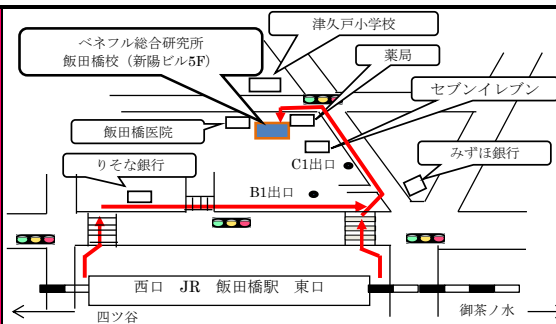 津久戸小学校
ベネフル総合研究所
飯田橋校（新陽ビル5F）
薬局
セブンイレブン
飯田橋医院
みずほ銀行
りそな銀行
C1出口
B1出口
西口 JR 飯田橋駅 東口
四ツ谷
御茶ノ水